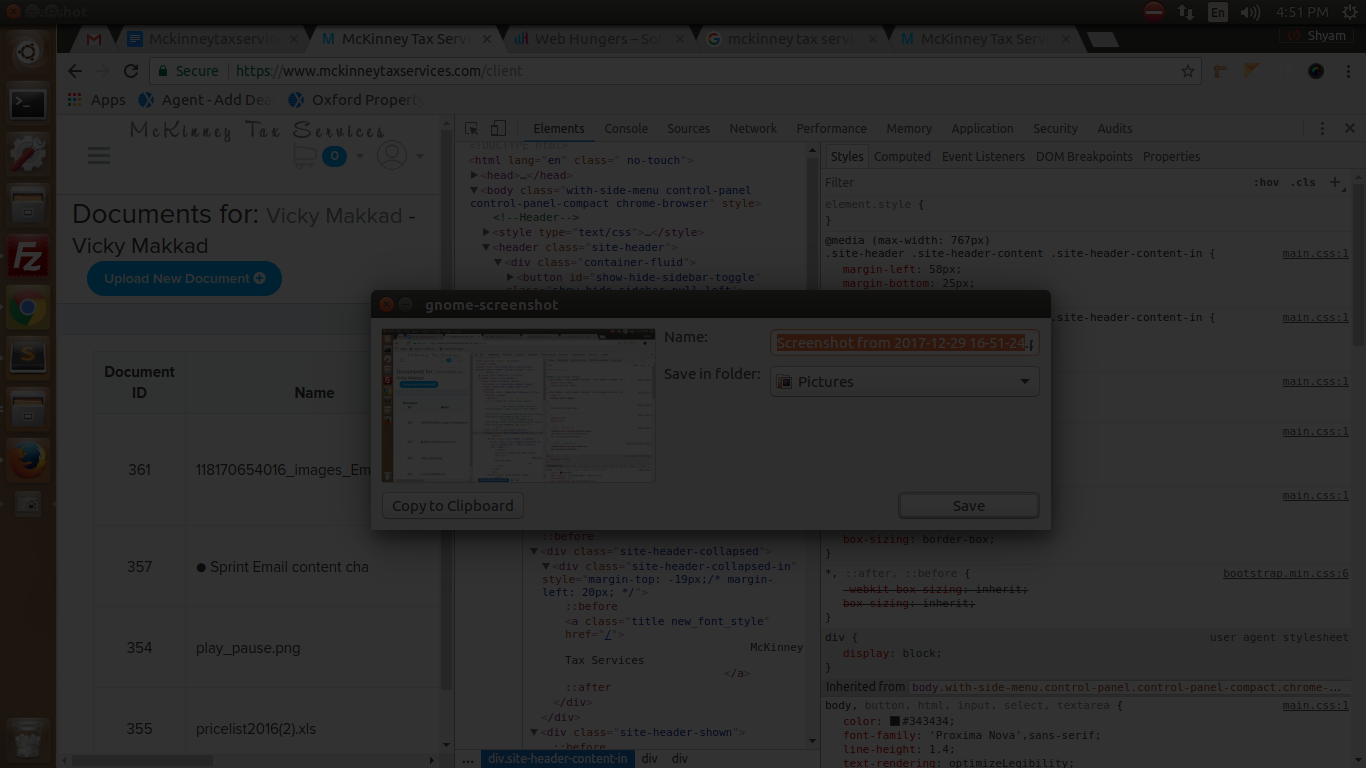 4:51 PM
En
Mckinneytaxservic
McKinney Tax Serv
Web Hungers – Sof
mckinney tax servi
McKinney Tax Serv
Shyam
Secure
https://www.mckinneytaxservices.com/client
Apps
Agent - Add Dea
Oxford Property
McKinney Tax Services
0
Documents for: Vicky Makkad -
Vicky Makkad
Upload New Document
Document
ID
Name
361
118170654016_images_Em
357
● Sprint Email content cha
354
play_pause.png
355
pricelist2016(2).xls
Elements
Console
Sources
Network
Performance
Memory
Application
Security
Audits
<!DOCTYPE html>
<html lang="en" class=" no-touch">
<head>…</head>
<body class="with-side-menu control-panel
control-panel-compact chrome-browser" style>
<!--Header-->
<style type="text/css">…</style>
<header class="site-header">
<div class="container-fluid">
<button id="show-hide-sidebar-toggle"
class="show-hide-sidebar pull-left"
gnome-screenshot
Name:
Screenshot from 2017-12-29 16-51-24.p
Save in folder:
Pictures
Copy to Clipboard
Save
::before
<div class="site-header-collapsed">
<div class="site-header-collapsed-in"
style="margin-top: -19px;/* margin-
left: 20px; */">
::before
<a class="title new_font_style"
href="/">
McKinney
Tax Services
</a>
::after
</div>
</div>
<div class="site-header-shown">
::before
...
div.site-header-content-in
div
div
Styles
Computed
Event Listeners
DOM Breakpoints
Properties
Filter
:hov
.cls
+
element.style {
}
@media (max-width: 767px)
.site-header .site-header-content .site-header-content-in {
main.css:1
margin-left: 58px;
margin-bottom: 25px;
.site-header-content-in {
main.css:1
main.css:1
main.css:1
main.css:1
box-sizing: border-box;
}
*, ::after, ::before {
bootstrap.min.css:6
-webkit-box-sizing: inherit;
box-sizing: inherit;
}
div {
user agent stylesheet
display: block;
}
Inherited from body.with-side-menu.control-panel.control-panel-compact.chrome-…
body, button, html, input, select, textarea {
main.css:1
color: #343434;
font-family: 'Proxima Nova',sans-serif;
line-height: 1.4;
text-rendering: optimizeLegibility;